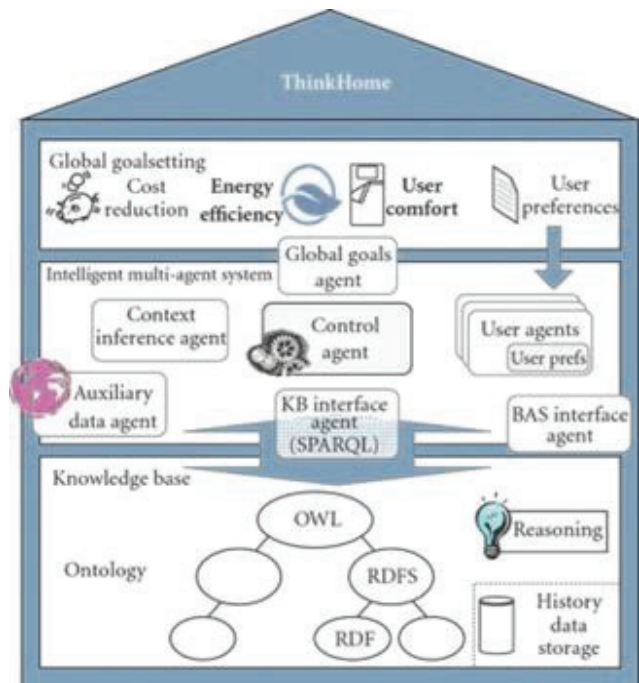 ThinkHome
Global goalsetting
Cost
reduction
Energy
efficiency
User
comfort
User
preferences
Intelligent multi-agent system
Global goals
agent
Context
inference agent
Control
agent
User agents
User prefs
Auxiliary
data agent
KB interface
agent
(SPARQL)
BAS interface
agent
Knowledge base
OWL
Reasoning
Ontology
RDFS
RDF
History
data
storage